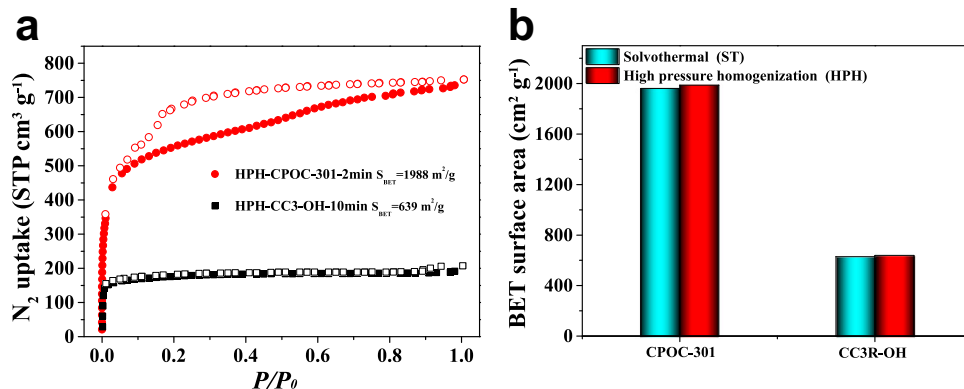 a
N2 uptake (STP cm3 g-1)
800
700
600
500
400
300
200
100
0
HPH-CPOC-301-2min SBET=1988 m2/g
HPH-CC3-OH-10min SBET=639 m2/g
0.0 0.2 0.4 0.6 0.8 1.0
P/P0
b
BET surface area (cm2 g-1)
2000
1600
1200
800
400
0
Solvothermal (ST)
High pressure homogenization (HPH)
CPOC-301 CC3R-OH